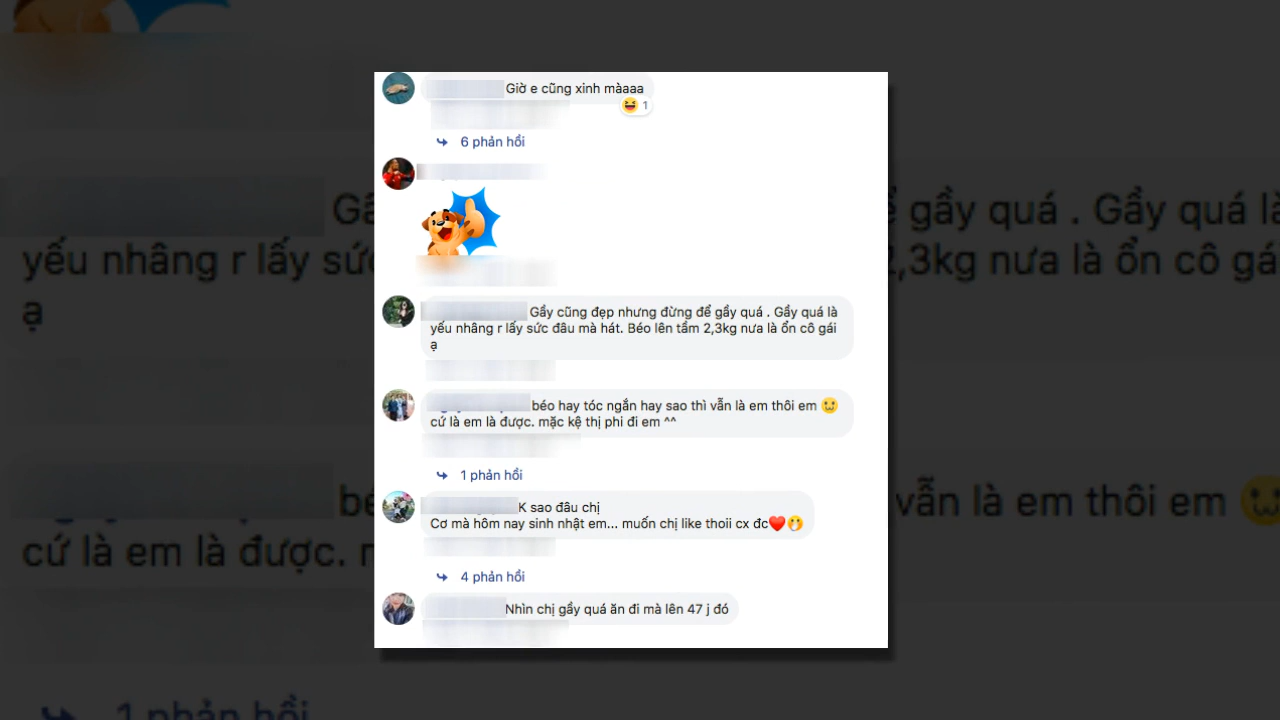 Giờ e cũng xinh màaaa
1
6 phản hồi
Gầy cũng đẹp nhưng đừng để gầy quá . Gầy quá là
yếu nhâng r lấy sức đâu mà hát. Béo lên tầm 2,3kg nưa là ổn cô gái
ạ
béo hay tóc ngắn hay sao thì vẫn là em thôi em
cứ là em là được. mặc kệ thị phi đi em ^^
1 phản hồi
K sao đâu chị
Cơ mà hôm nay sinh nhật em... muốn chị like thoii cx đc❤️🤭
4 phản hồi
Nhìn chị gầy quá ăn đi mà lên 47 j đó